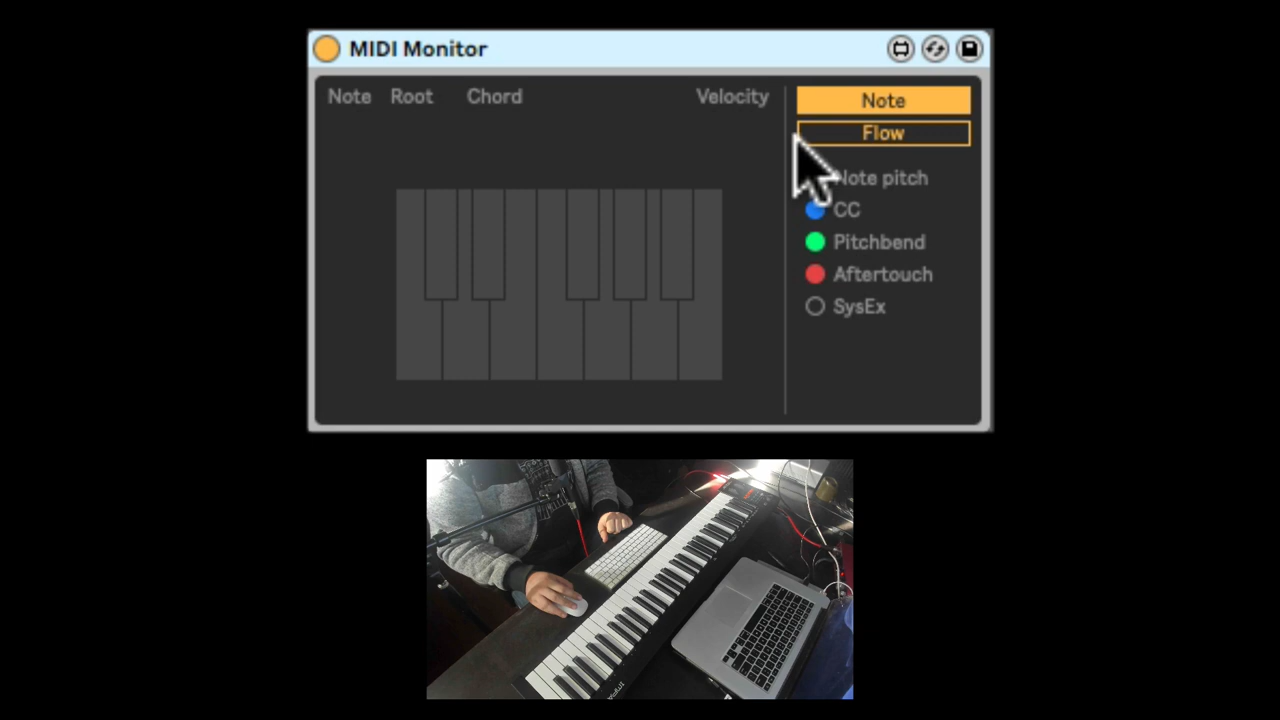 MIDI Monitor
Note Root Chord Velocity
Note
Flow
Note pitch
CC
Pitchbend
Aftertouch
SysEx